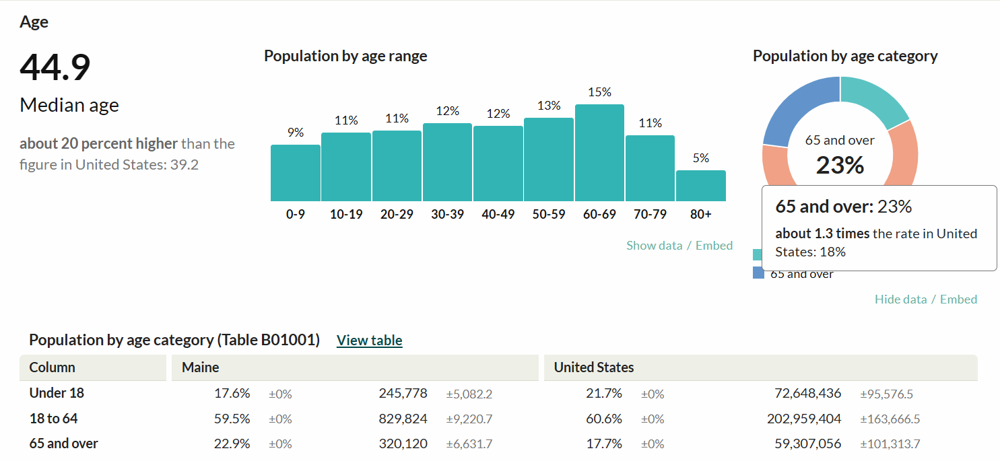 Age
44.9
Median age
about 20 percent higher than the
figure in United States: 39.2
Population by age range
9%
11%
11%
12%
12%
13%
15%
11%
5%
0-9
10-19
20-29
30-39
40-49
50-59
60-69
70-79
80+
Show data / Embed
Population by age category
65 and over
23%
65 and over: 23%
about 1.3 times the rate in United
States: 18%
65 and over
Hide data / Embed
Population by age category (Table B01001) View table
Column Maine United States
Under 18 17.6% ±0% 245,778 ±5,082.2 21.7% ±0% 72,648,436 ±95,576.5
18 to 64 59.5% ±0% 829,824 ±9,220.7 60.6% ±0% 202,959,404 ±163,666.5
65 and over 22.9% ±0% 320,120 ±6,631.7 17.7% ±0% 59,307,056 ±101,313.7